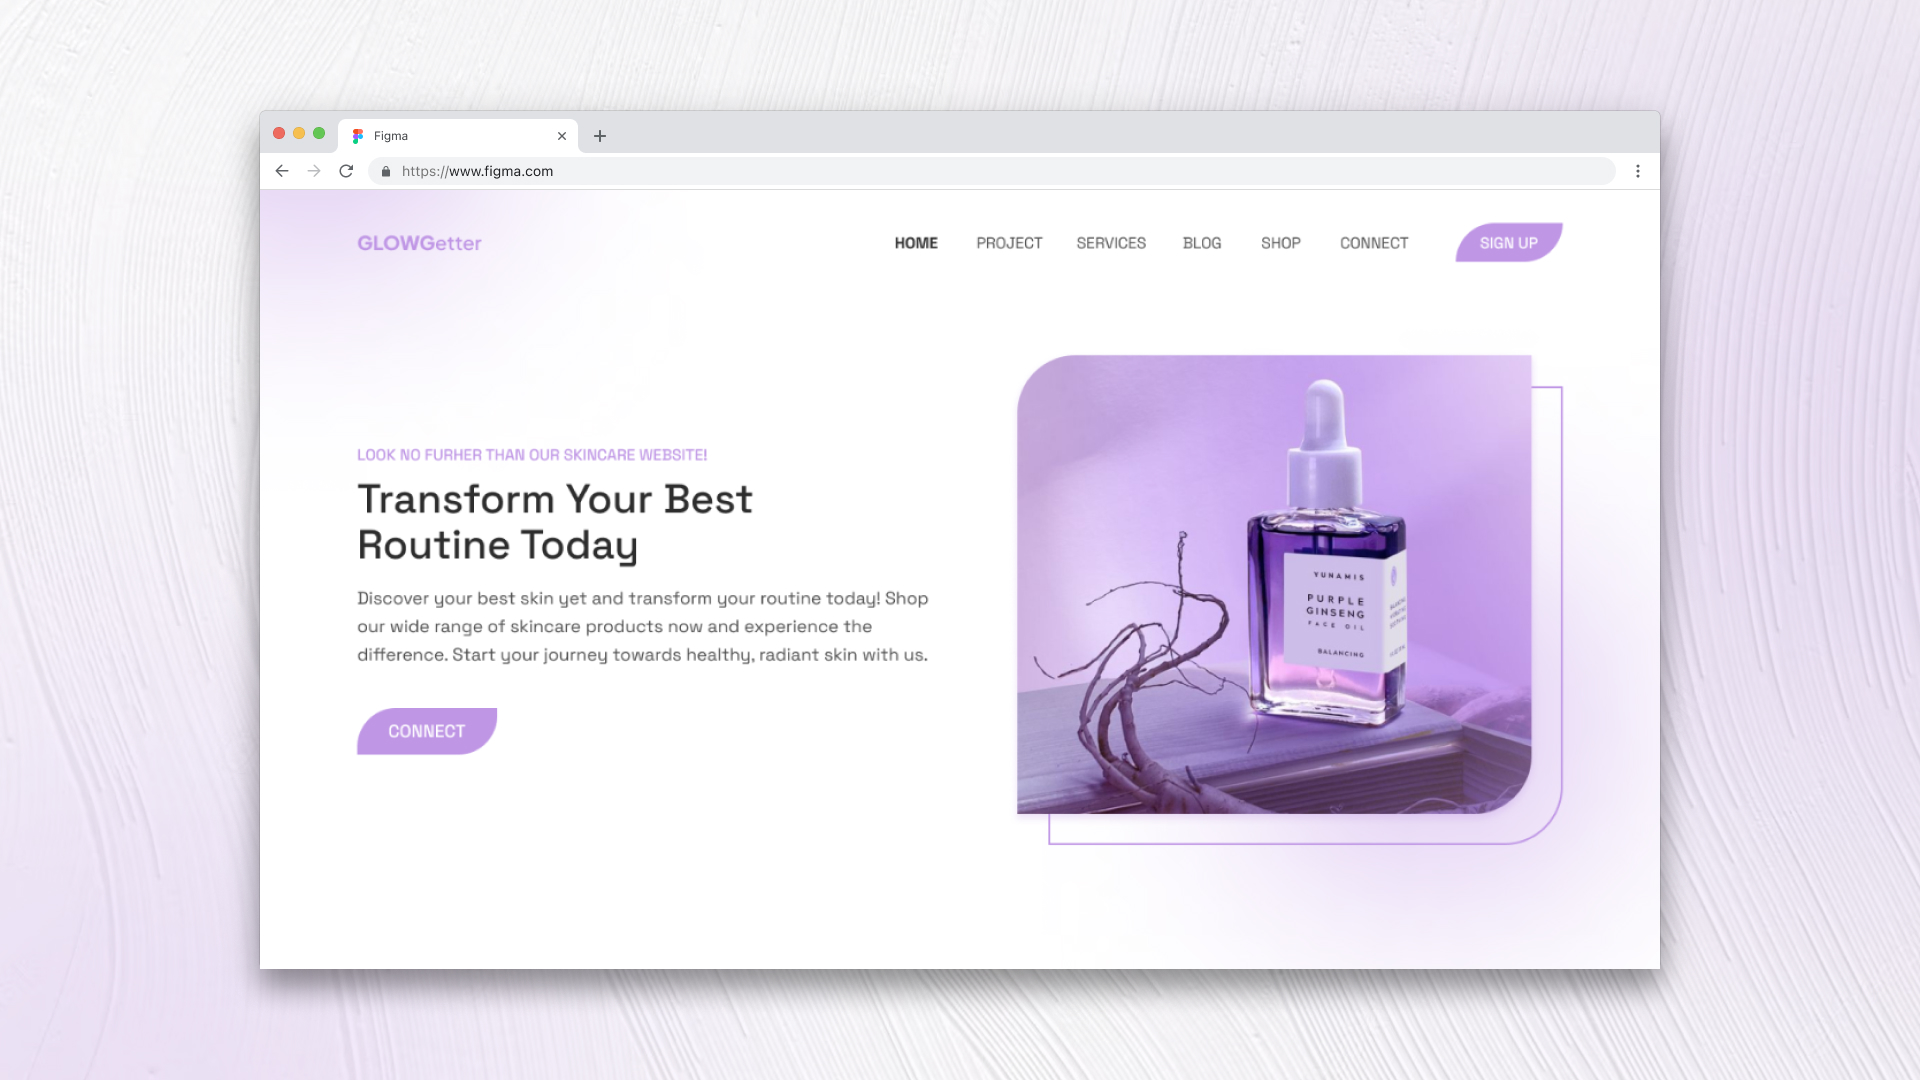 Figma
https://www.figma.com
GLOWGetter
HOME PROJECT SERVICES BLOG SHOP CONNECT SIGN UP
LOOK NO FURHER THAN OUR SKINCARE WEBSITE!
Transform Your Best
Routine Today
Discover your best skin yet and transform your routine today! Shop
our wide range of skincare products now and experience the
difference. Start your journey towards healthy, radiant skin with us.
CONNECT
YUNAMIS
PURPLE
GINSENG
FACE OIL
BALANCING